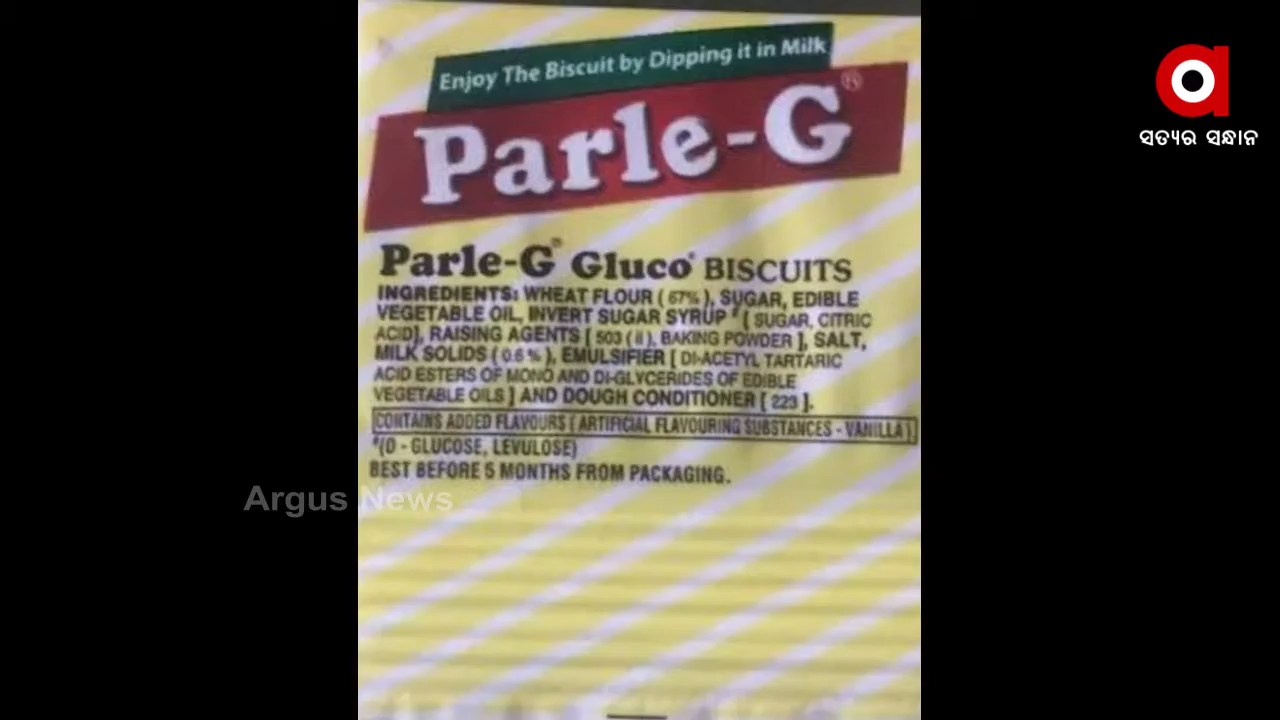 Enjoy The Biscuit by Dipping it in Milk
Parle-G®
ସତ୍ୟର ସନ୍ଧାନ
Parle-G® Gluco® BISCUITS
INGREDIENTS: WHEAT FLOUR ( 67% ), SUGAR, EDIBLE
VEGETABLE OIL, INVERT SUGAR SYRUP # [ SUGAR, CITRIC
ACID], RAISING AGENTS [ 503 ( II ), BAKING POWDER ], SALT,
MILK SOLIDS ( 0.6 % ), EMULSIFIER [ DI-ACETYL TARTARIC
ACID ESTERS OF MONO AND DI-GLYCERIDES OF EDIBLE
VEGETABLE OILS ] AND DOUGH CONDITIONER [ 223 ].
CONTAINS ADDED FLAVOURS ( ARTIFICIAL FLAVOURING SUBSTANCES - VANILLA ).
#(D - GLUCOSE, LEVULOSE)
BEST BEFORE 5 MONTHS FROM PACKAGING.
Argus News